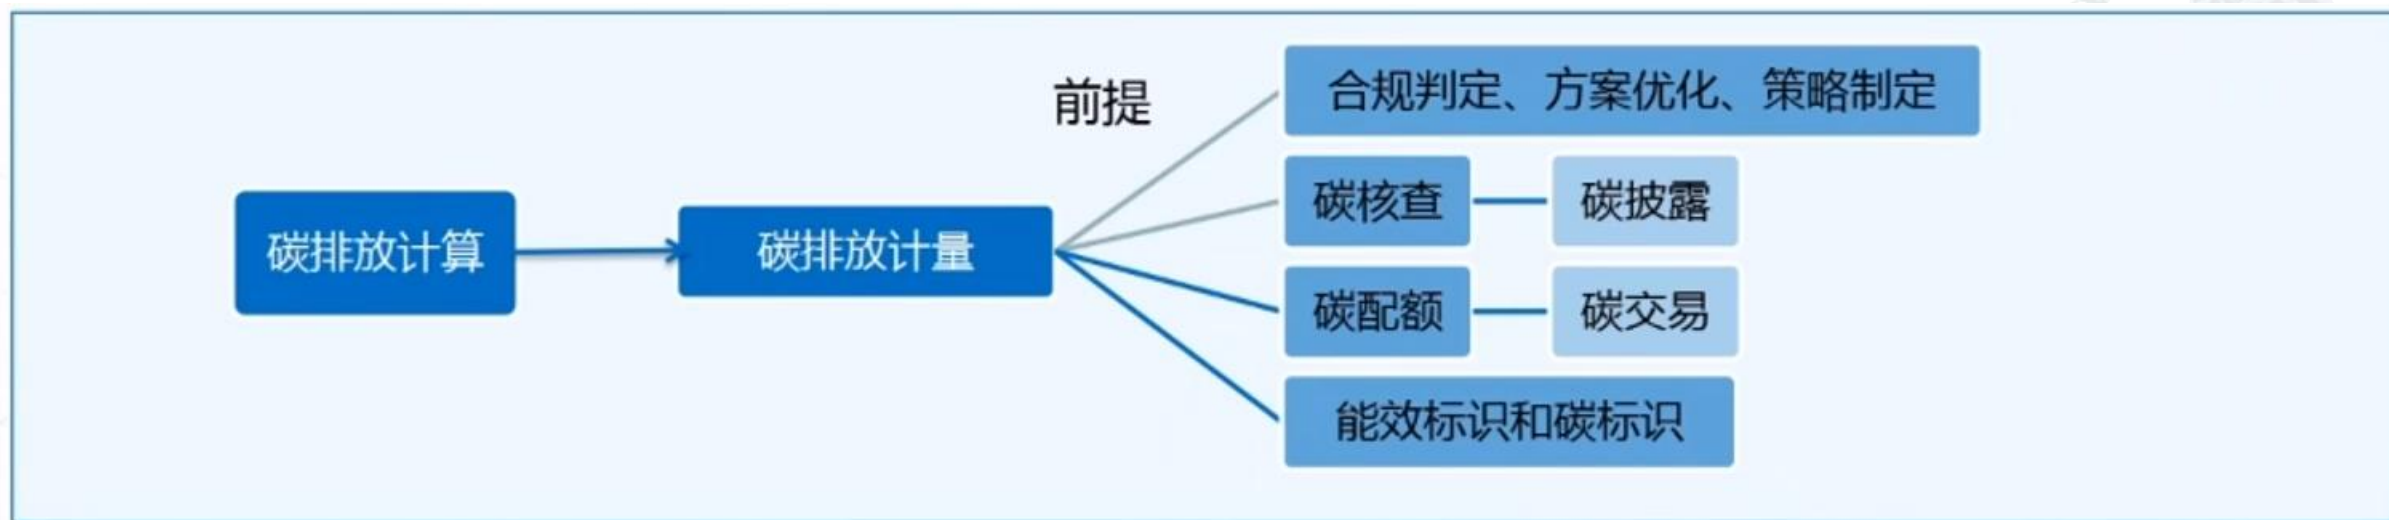 前提
合规判定、方案优化、策略制定
碳核查
碳披露
碳排放计算
碳排放计量
碳配额
碳交易
能效标识和碳标识